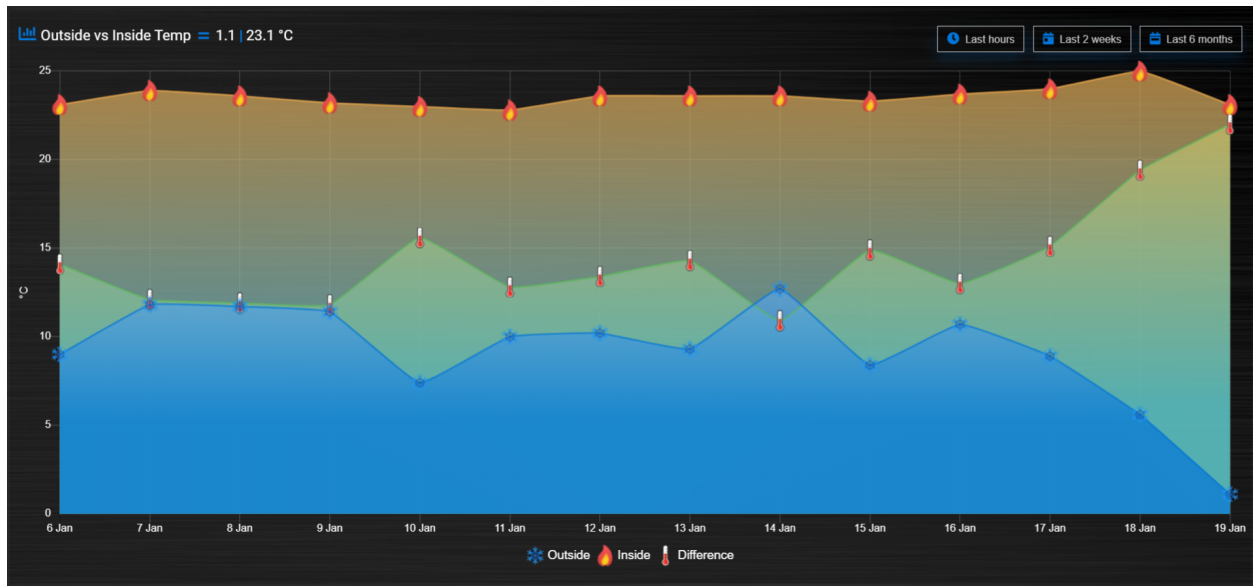 Outside vs Inside Temp = 1.1 | 23.1 °C
Last hours
Last 2 weeks
Last 6 months
25
20
15
10
5
0
°C
6 Jan
7 Jan
8 Jan
9 Jan
10 Jan
11 Jan
12 Jan
13 Jan
14 Jan
15 Jan
16 Jan
17 Jan
18 Jan
19 Jan
Outside
Inside
Difference